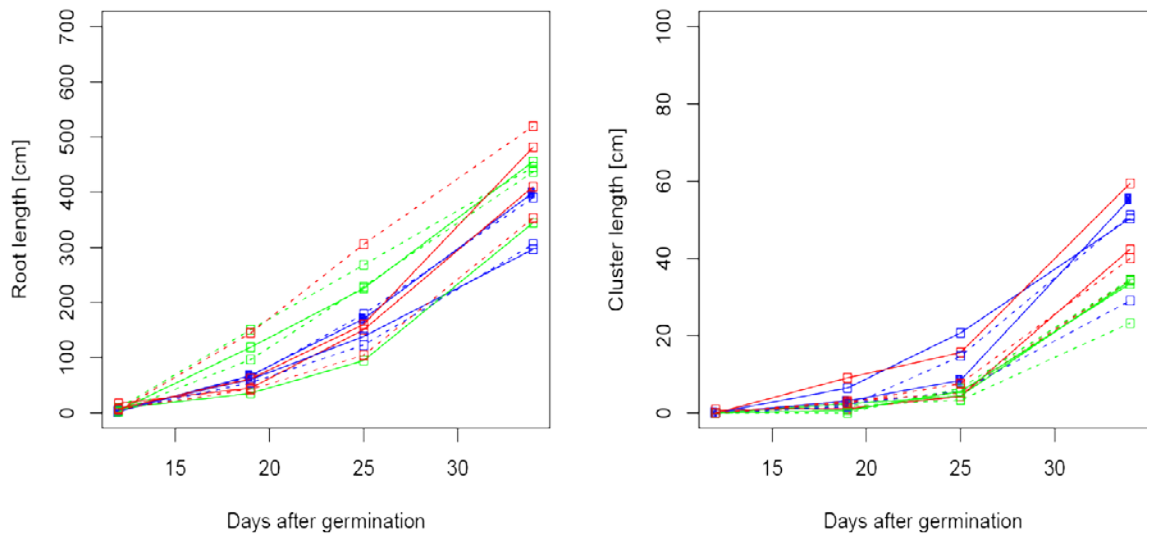 Root length [cm]
700
600
500
400
300
200
100
0
15 20 25 30
Days after germination
Cluster length [cm]
100
80
60
40
20
0
15 20 25 30
Days after germination